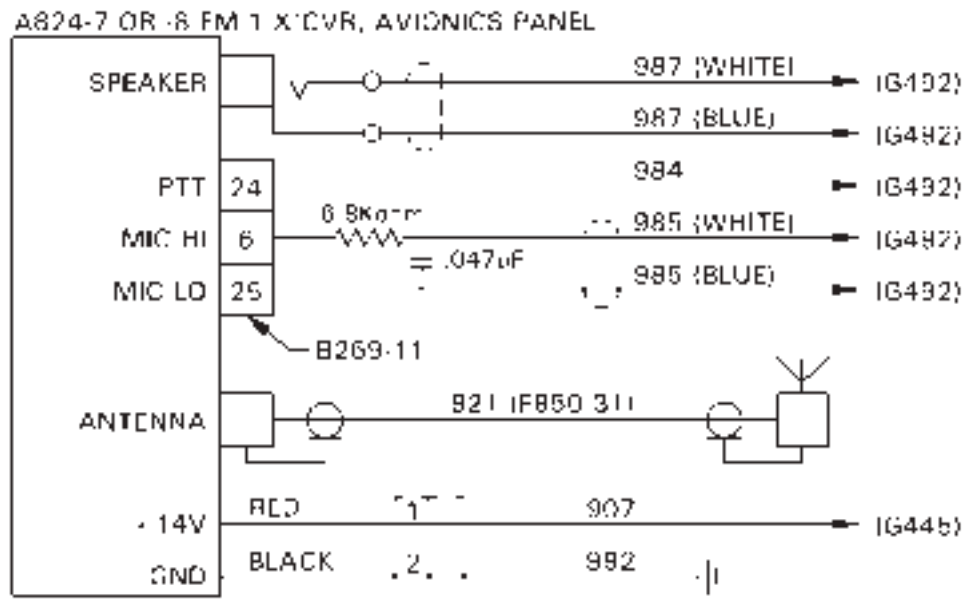 A824-7 OR -8 FM 1 X'CVR, AVIONICS PANEL
SPEAKER 987 (WHITE) (G492)
987 (BLUE) (G492)
PTT 24 984 (G492)
MIC HI 6 6.8Kohm 985 (WHITE) (G492)
.047uF
MIC LO 25 985 (BLUE) (G492)
B269-11
ANTENNA 921 (F850-31)
14V RED 1 907 (G445)
GND BLACK 2 992